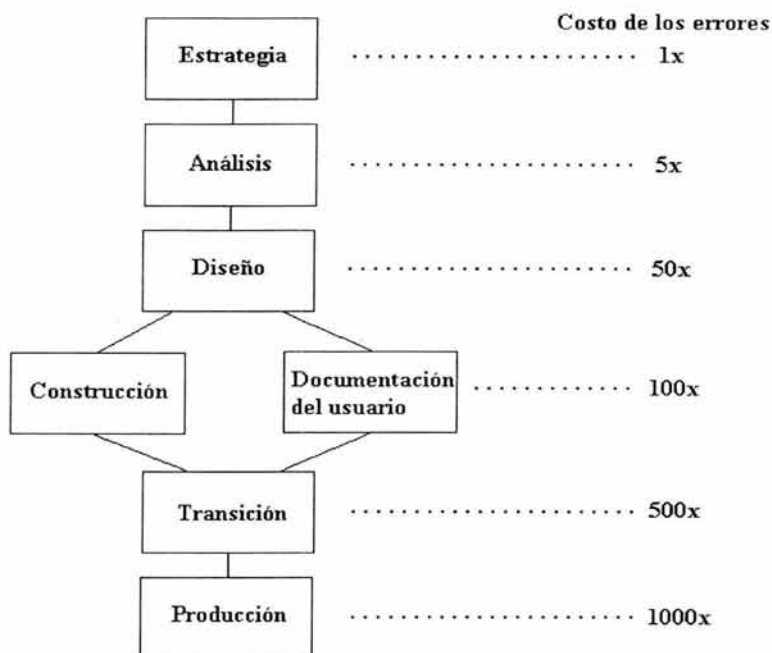 Costo de los errores
Estrategia ........................ 1x
Análisis ........................ 5x
Diseño ........................ 50x
Construcción
Documentación
del usuario ............ 100x
Transición ........................ 500x
Producción ........................ 1000x